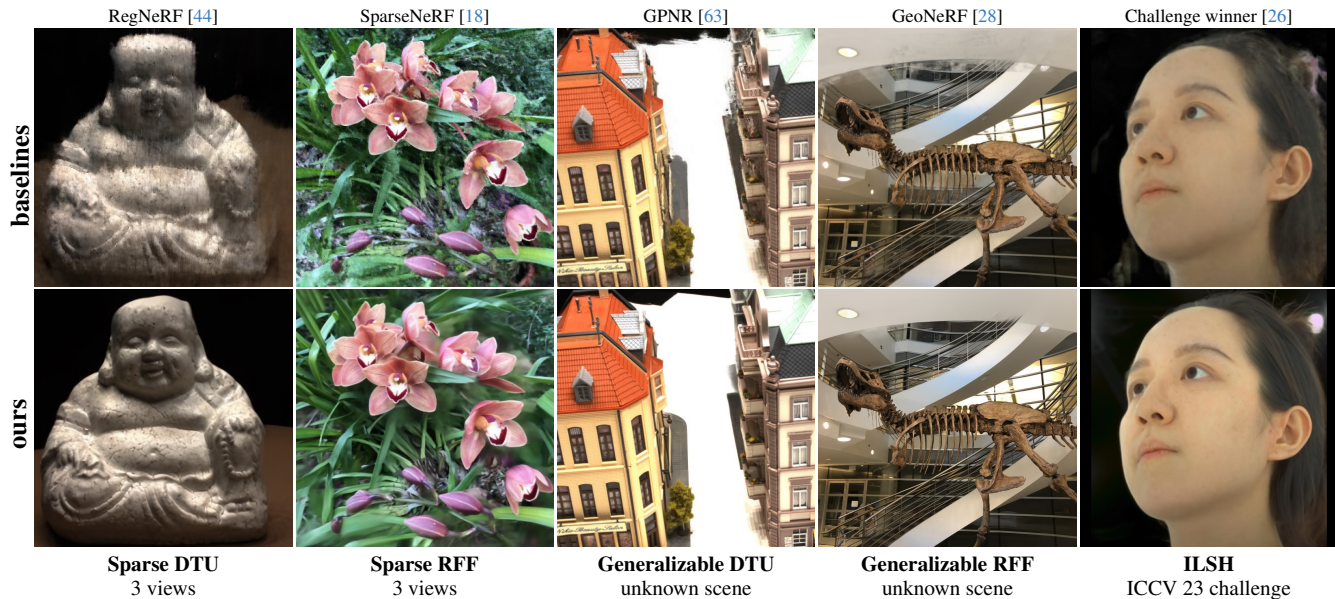 RegNeRF [44] SparseNeRF [18] GPNR [63] GeoNeRF [28] Challenge winner [26]
baselines
ours
Sparse DTU Sparse RFF Generalizable DTU Generalizable RFF ILSH
3 views 3 views unknown scene unknown scene ICCV 23 challenge